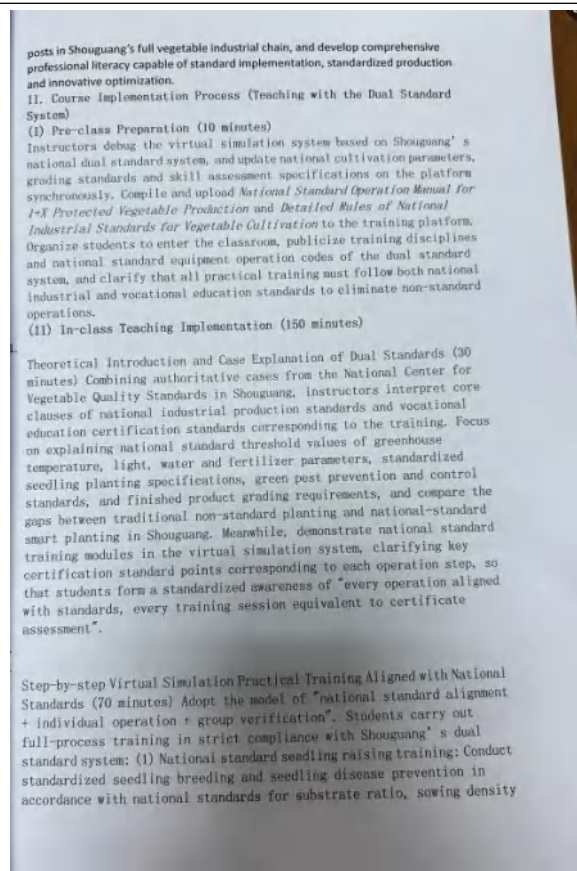 posts in Shouguang's full vegetable industrial chain, and develop comprehensive
professional literacy capable of standard implementation, standardized production
and innovative optimization.
II. Course Implementation Process (Teaching with the Dual Standard
System)
(I) Pre-class Preparation (10 minutes)
Instructors debug the virtual simulation system based on Shouguang's
national dual standard system, and update national cultivation parameters,
grading standards and skill assessment specifications on the platform
synchronously. Compile and upload National Standard Operation Manual for
1+X Protected Vegetable Production and Detailed Rules of National
Industrial Standards for Vegetable Cultivation to the training platform.
Organize students to enter the classroom, publicize training disciplines
and national standard equipment operation codes of the dual standard
system, and clarify that all practical training must follow both national
industrial and vocational education standards to eliminate non-standard
operations.
(II) In-class Teaching Implementation (150 minutes)
1.
Theoretical Introduction and Case Explanation of Dual Standards (30
minutes) Combining authoritative cases from the National Center for
Vegetable Quality Standards in Shouguang, instructors interpret core
clauses of national industrial production standards and vocational
education certification standards corresponding to the training. Focus
on explaining national standard threshold values of greenhouse
temperature, light, water and fertilizer parameters, standardized
seedling planting specifications, green pest prevention and control
standards, and finished product grading requirements, and compare the
gaps between traditional non-standard planting and national-standard
smart planting in Shouguang. Meanwhile, demonstrate national standard
training modules in the virtual simulation system, clarifying key
certification standard points corresponding to each operation step, so
that students form a standardized awareness of "every operation aligned
with standards, every training session equivalent to certificate
assessment".
Step-by-step Virtual Simulation Practical Training Aligned with National
Standards (70 minutes) Adopt the model of "national standard alignment
+ individual operation + group verification". Students carry out
full-process training in strict compliance with Shouguang's dual
standard system: (1) National standard seedling raising training: Conduct
standardized seedling breeding and seedling disease prevention in
accordance with national standards for substrate ratio, sowing density